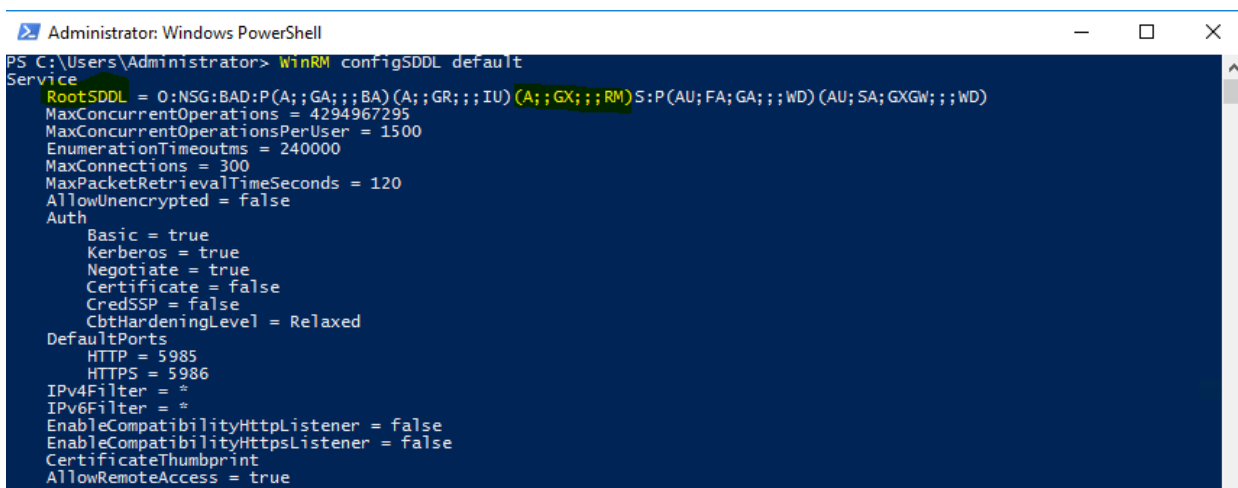 Administrator: Windows PowerShell
PS C:\Users\Administrator> WinRM configSDDL default
Service
    RootSDDL = O:NSG:BAD:P(A;;GA;;;BA)(A;;GR;;;IU)(A;;GX;;;RM)S:P(AU;FA;GA;;;WD)(AU;SA;GXGW;;;WD)
    MaxConcurrentOperations = 4294967295
    MaxConcurrentOperationsPerUser = 1500
    EnumerationTimeoutms = 240000
    MaxConnections = 300
    MaxPacketRetrievalTimeSeconds = 120
    AllowUnencrypted = false
    Auth
        Basic = true
        Kerberos = true
        Negotiate = true
        Certificate = false
        CredSSP = false
        CbtHardeningLevel = Relaxed
    DefaultPorts
        HTTP = 5985
        HTTPS = 5986
    IPv4Filter = *
    IPv6Filter = *
    EnableCompatibilityHttpListener = false
    EnableCompatibilityHttpsListener = false
    CertificateThumbprint
    AllowRemoteAccess = true